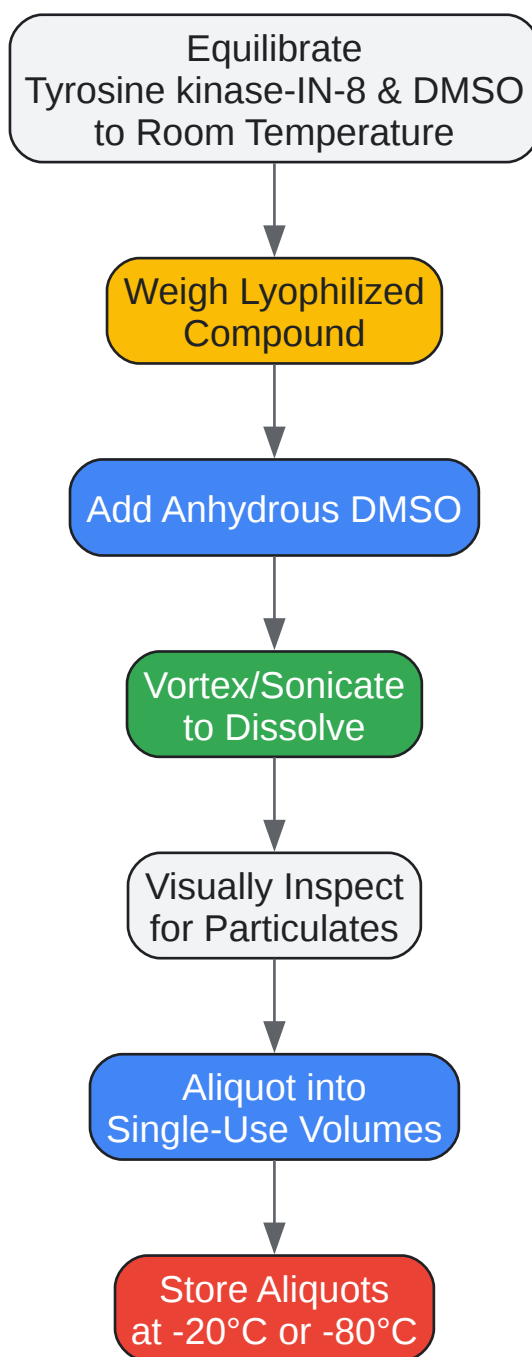 Equilibrate
Tyrosine kinase-IN-8 & DMSO
to Room Temperature
Weigh Lyophilized
Compound
Add Anhydrous DMSO
Vortex/Sonicate
to Dissolve
Visually Inspect
for Particulates
Aliquot into
Single-Use Volumes
Store Aliquots
at -20°C or -80°C